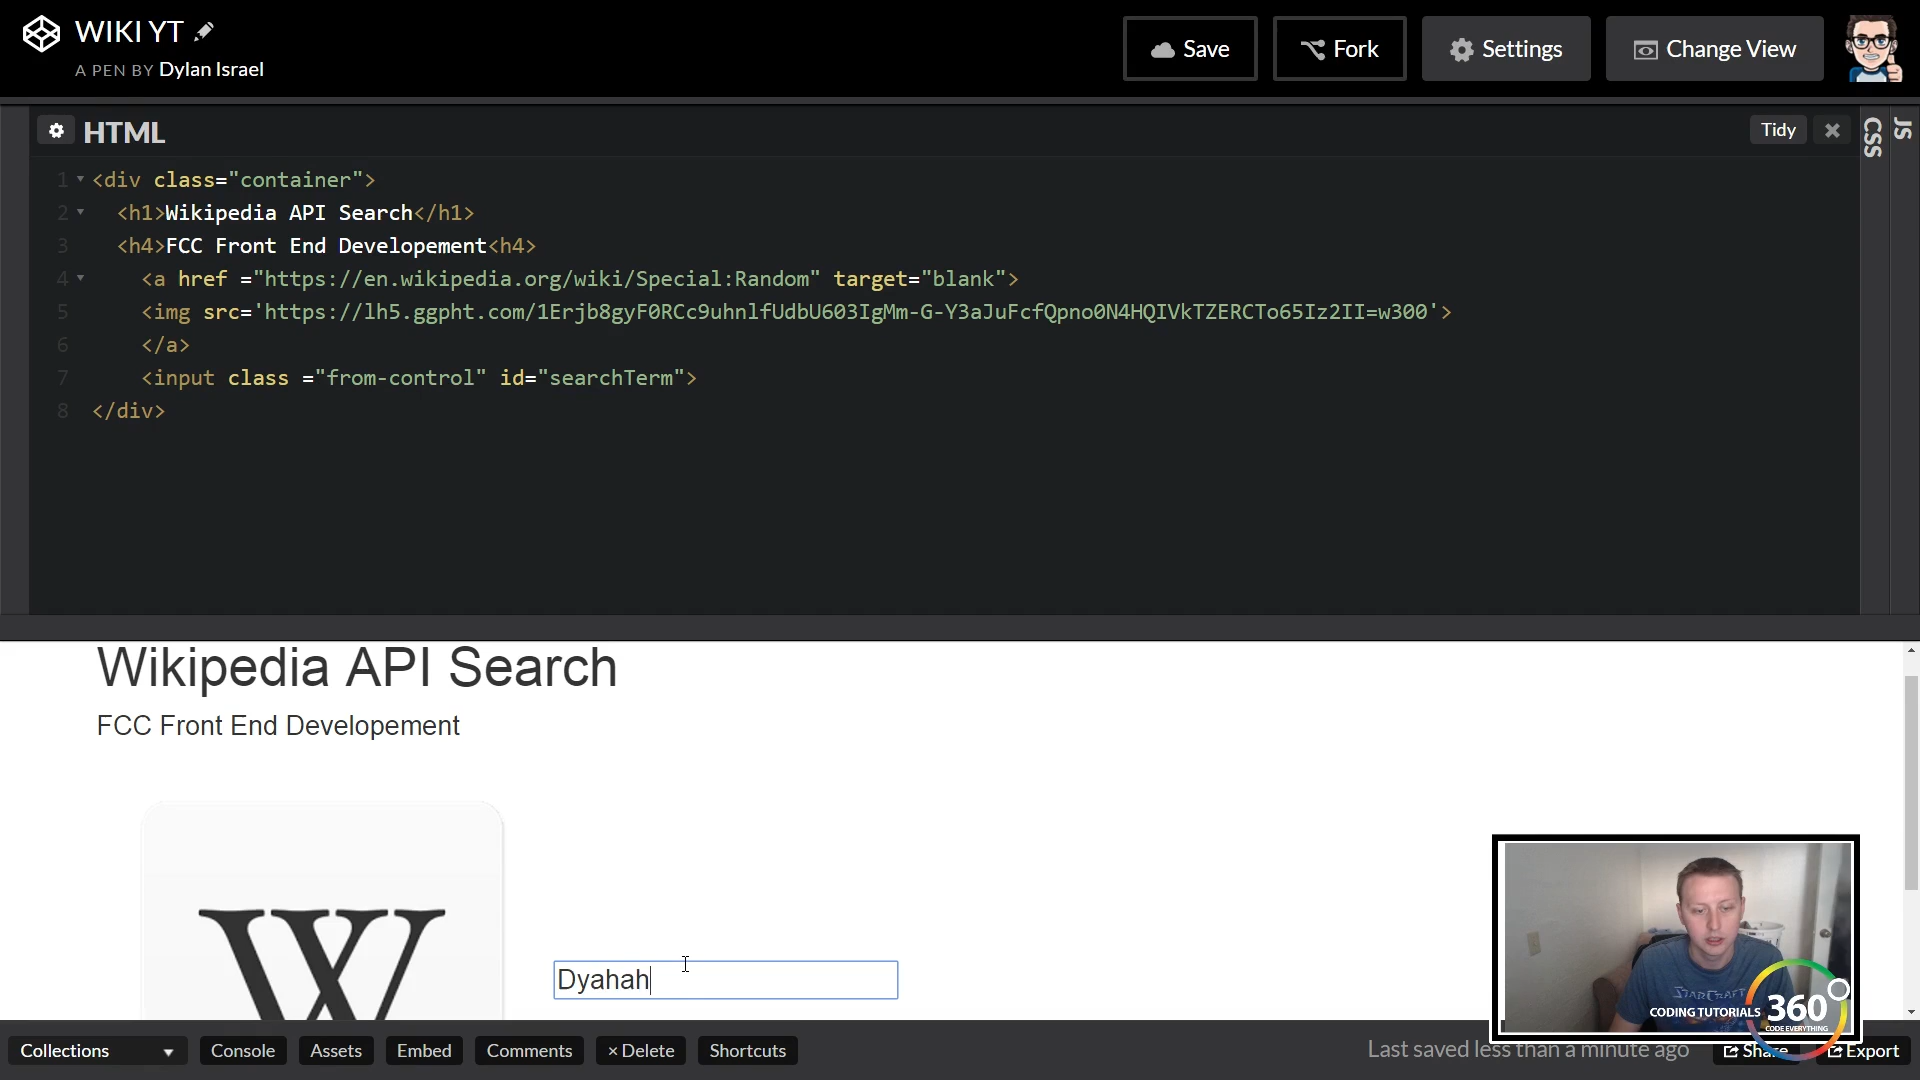 WIKI YT
A PEN BY Dylan Israel
Save
Fork
Settings
Change View
HTML
Tidy
CSS
JS
1 <div class="container">
2 <h1>Wikipedia API Search</h1>
3 <h4>FCC Front End Developement<h4>
4 <a href ="https://en.wikipedia.org/wiki/Special:Random" target="blank">
5 <img src='https://lh5.ggpht.com/1Erjb8gyF0RCc9uhnlfUdbU603IgMm-G-Y3aJuFcfQpno0N4HQIVkTZERCTo65Iz2II=w300'>
6 </a>
7 <input class ="from-control" id="searchTerm">
8 </div>
Wikipedia API Search
FCC Front End Developement
W
Dyahah
STARCRAFT
CODING TUTORIALS 360
CODE EVERYTHING
Collections
Console
Assets
Embed
Comments
× Delete
Shortcuts
Last saved less than a minute ago
Share
Export